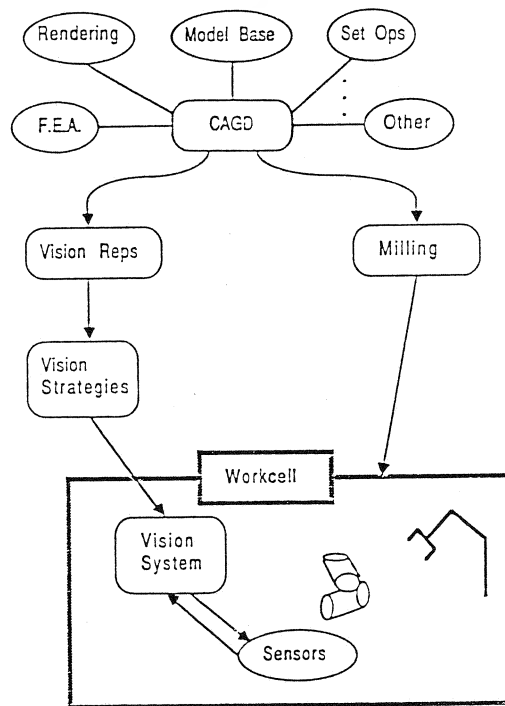 Rendering
Model Base
Set Ops
F.E.A.
CAGD
Other
Vision Reps
Milling
Vision
Strategies
Workcell
Vision
System
Sensors